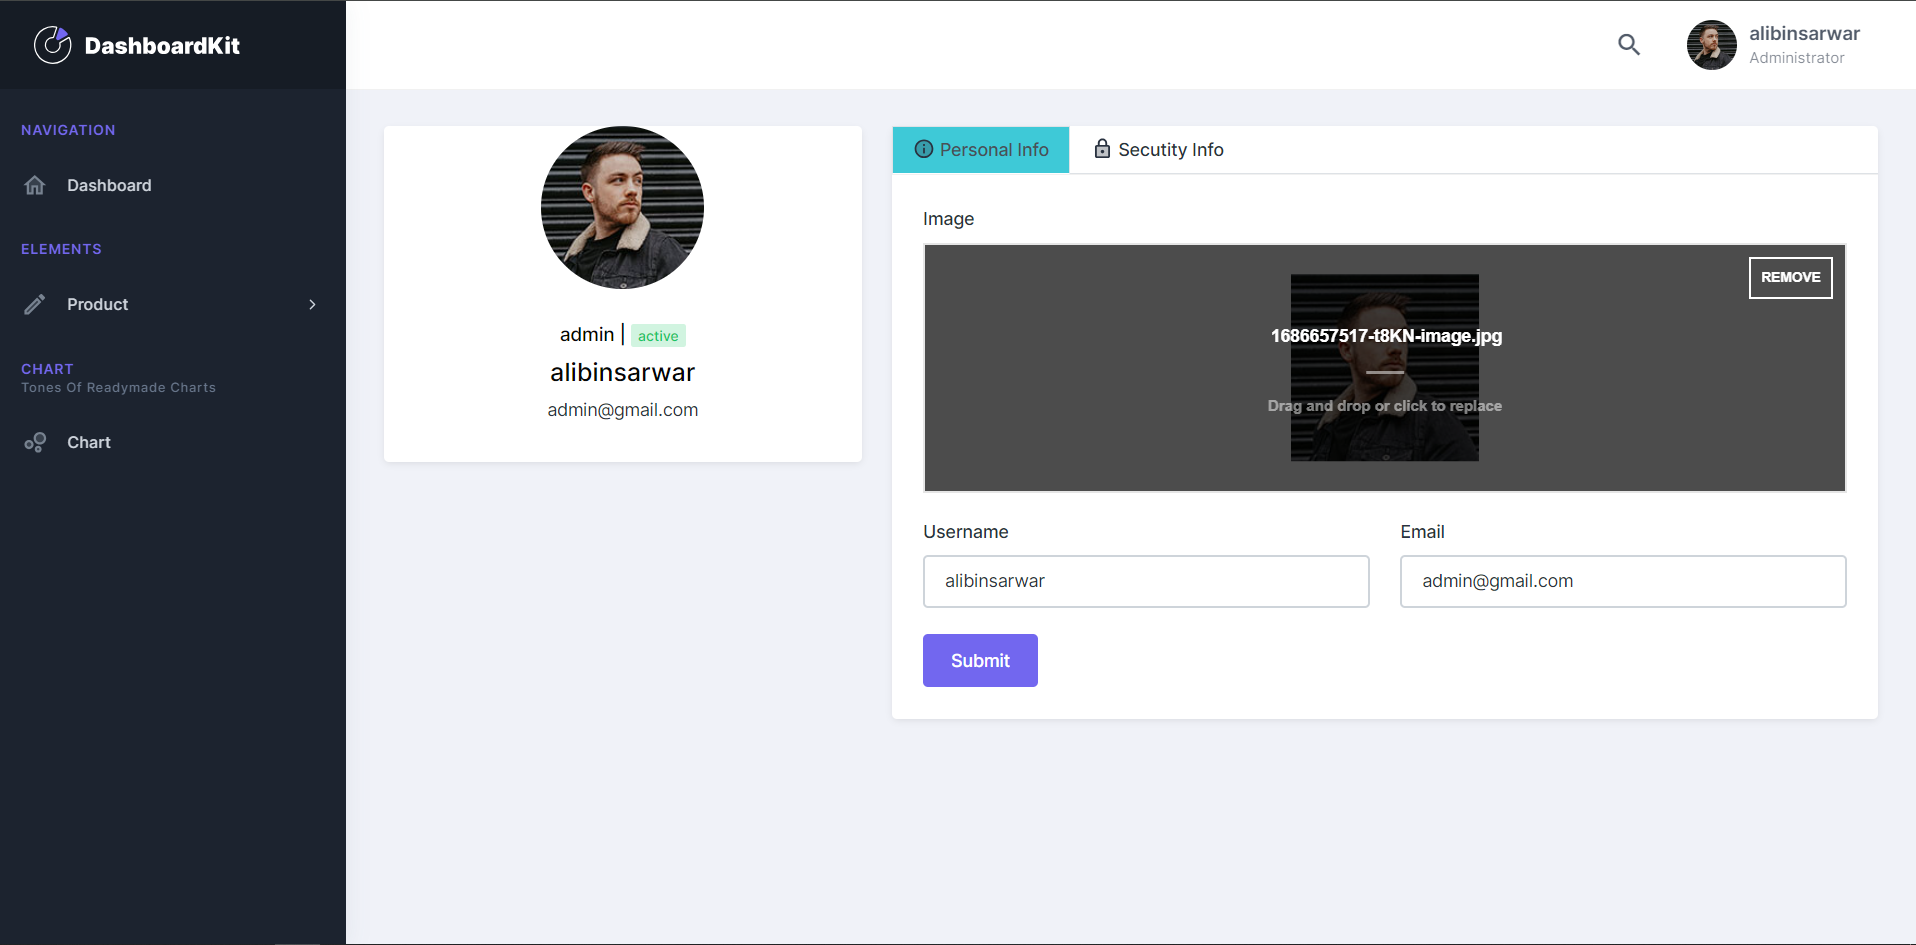 DashboardKit
alibinsarwar
Administrator
NAVIGATION
Dashboard
ELEMENTS
Product
CHART
Tones Of Readymade Charts
Chart
admin | active
alibinsarwar
admin@gmail.com
Personal Info
Secutity Info
Image
REMOVE
1686657517-t8KN-image.jpg
Drag and drop or click to replace
Username
Email
alibinsarwar
admin@gmail.com
Submit